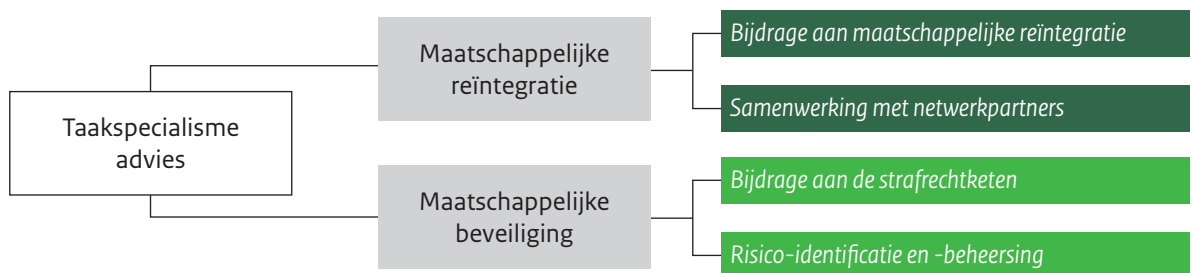 Taakspecialisme
advies
Maatschappelijke
reïntegratie
Bijdrage aan maatschappelijke reïntegratie
Samenwerking met netwerkpartners
Maatschappelijke
beveiliging
Bijdrage aan de strafrechtketen
Risico-identificatie en -beheersing